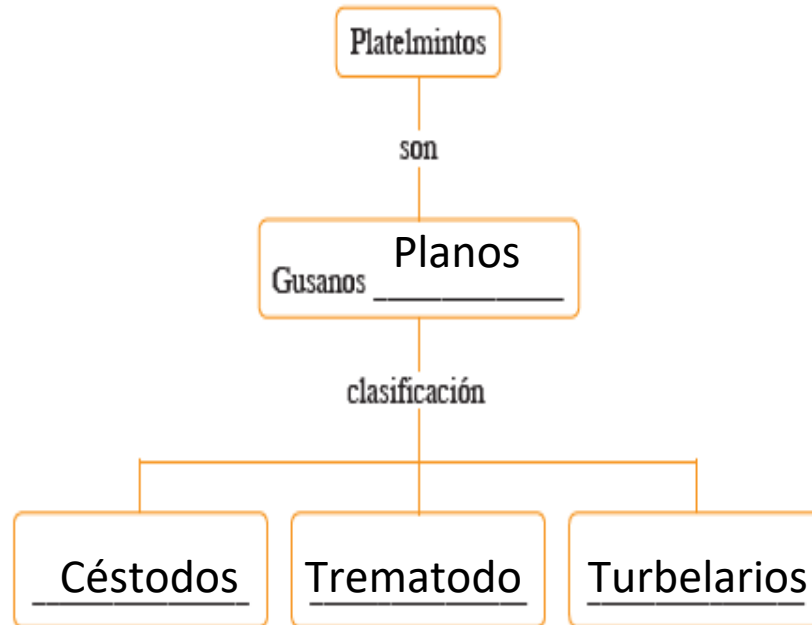 Platelmintos
son
Gusanos Planos
clasificación
Céstodos Trematodo Turbelarios